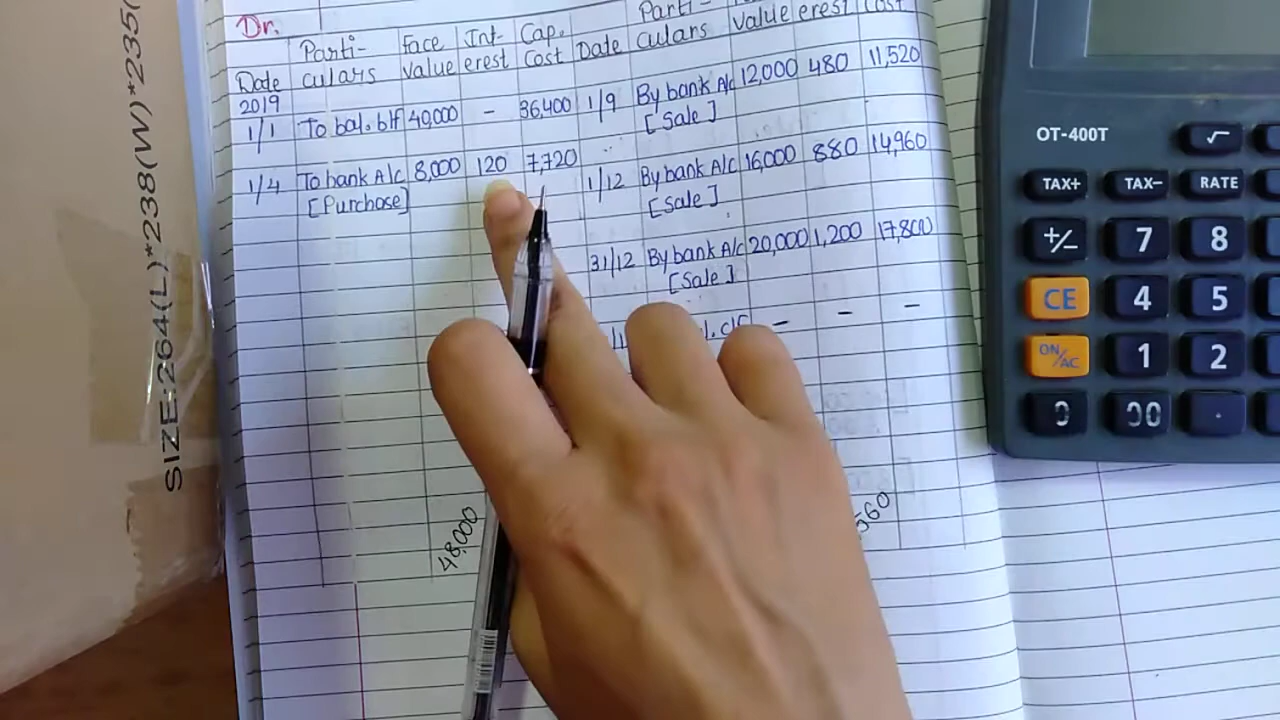 SIZE:264(L)*238(W)*235(
Dr.
Date Parti- culars Face value Int- erest Cap. Cost Date Parti- culars value erest Cost
2019
1/1 To bal. b/f 40,000 - 36,400 1/9 By bank A/c 12,000 480 11,520
[Sale]
1/4 To bank A/c 8,000 120 7,720 1/12 By bank A/c 16,000 880 14,960
[Purchase] [Sale]
31/12 By bank A/c 20,000 1,200 17,800
[Sale]
l. c/f - - -
48,000 560
OT-400T
√
TAX+ TAX− RATE
+/− 7 8
CE 4 5
ON/AC 1 2
0 00 .